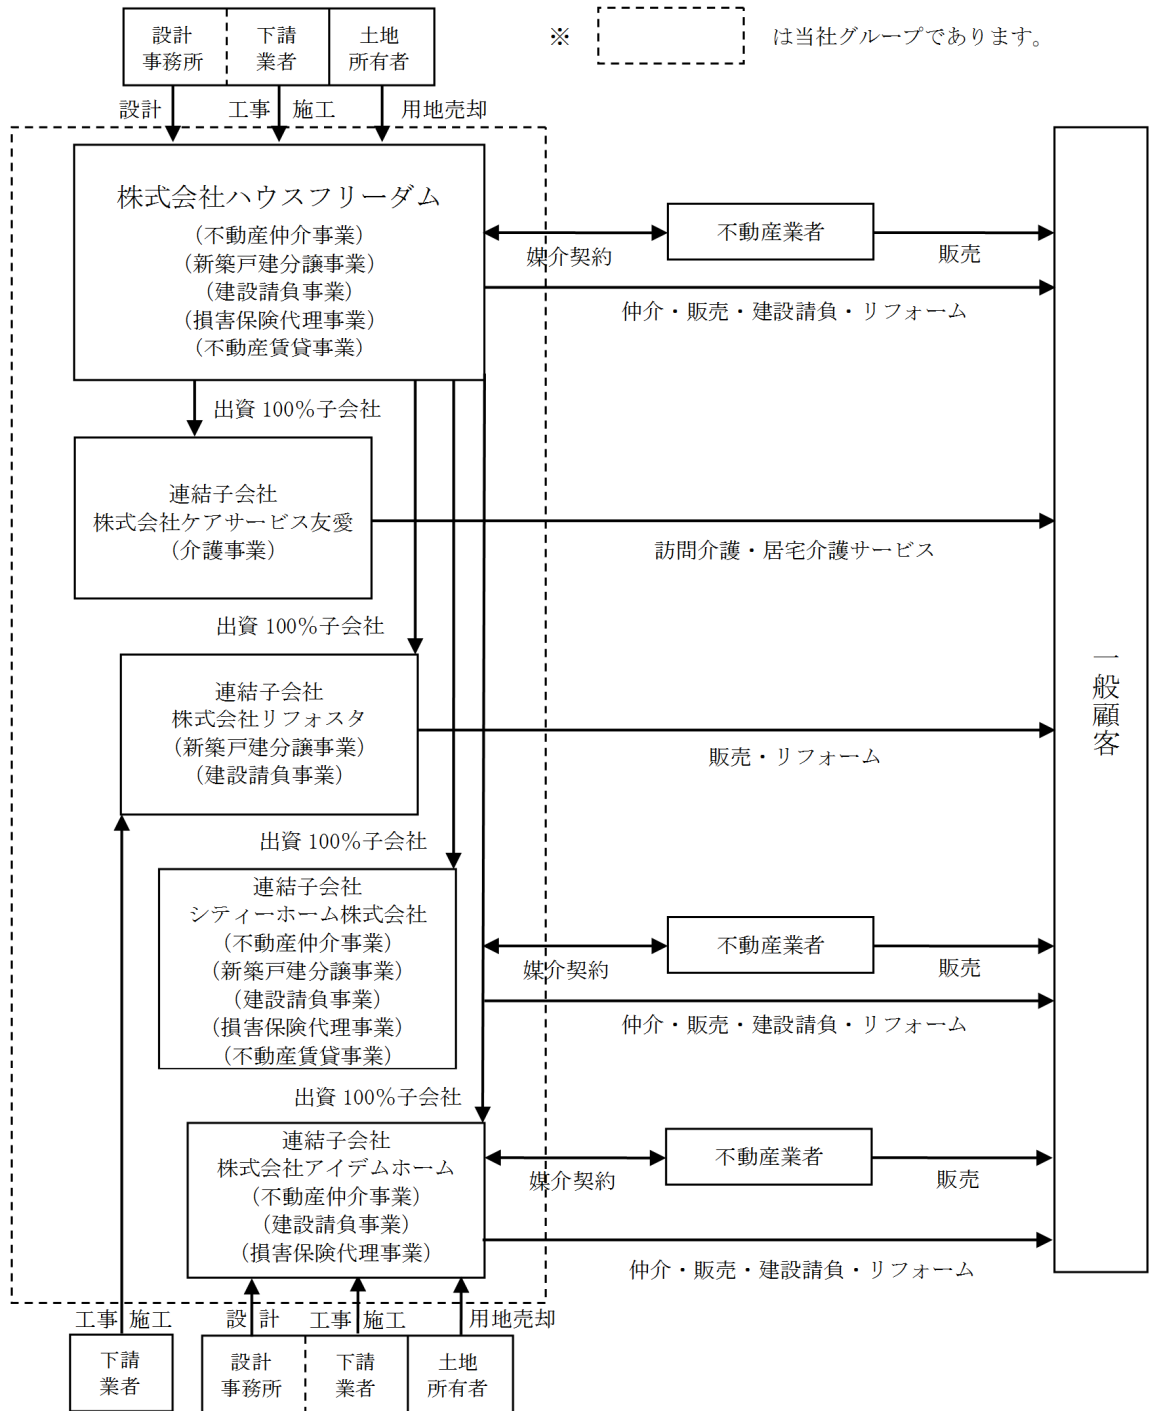 設計
事務所
下請
業者
土地
所有者
※
は当社グループであります。
設計
工事 施工
用地売却
株式会社ハウスフリーダム
(不動産仲介事業)
(新築戸建分譲事業)
(建設請負事業)
(損害保険代理事業)
(不動産賃貸事業)
媒介契約
不動産業者
販売
仲介・販売・建設請負・リフォーム
出資 100%子会社
連結子会社
株式会社ケアサービス友愛
(介護事業)
訪問介護・居宅介護サービス
出資 100%子会社
連結子会社
株式会社リフォスタ
(新築戸建分譲事業)
(建設請負事業)
販売・リフォーム
一般顧客
出資 100%子会社
連結子会社
シティーホーム株式会社
(不動産仲介事業)
(新築戸建分譲事業)
(建設請負事業)
(損害保険代理事業)
(不動産賃貸事業)
媒介契約
不動産業者
販売
仲介・販売・建設請負・リフォーム
出資 100%子会社
連結子会社
株式会社アイデムホーム
(不動産仲介事業)
(建設請負事業)
(損害保険代理事業)
媒介契約
不動産業者
販売
仲介・販売・建設請負・リフォーム
工事 施工
設 計
工事 施工
用地売却
下請
業者
設計
事務所
下請
業者
土地
所有者